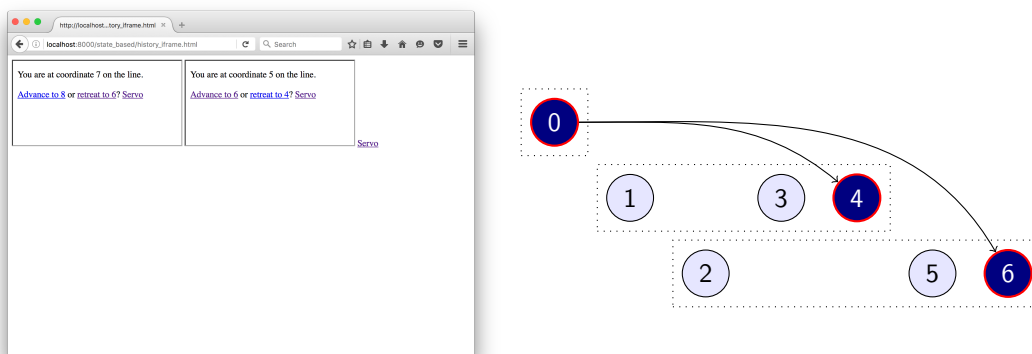 http://localhost...tory_iframe.html × +
localhost:8000/state_based/history_iframe.html
Search
You are at coordinate 7 on the line.
Advance to 8 or retreat to 6? Servo
You are at coordinate 5 on the line.
Advance to 6 or retreat to 4? Servo
Servo
0
1 3 4
2 5 6